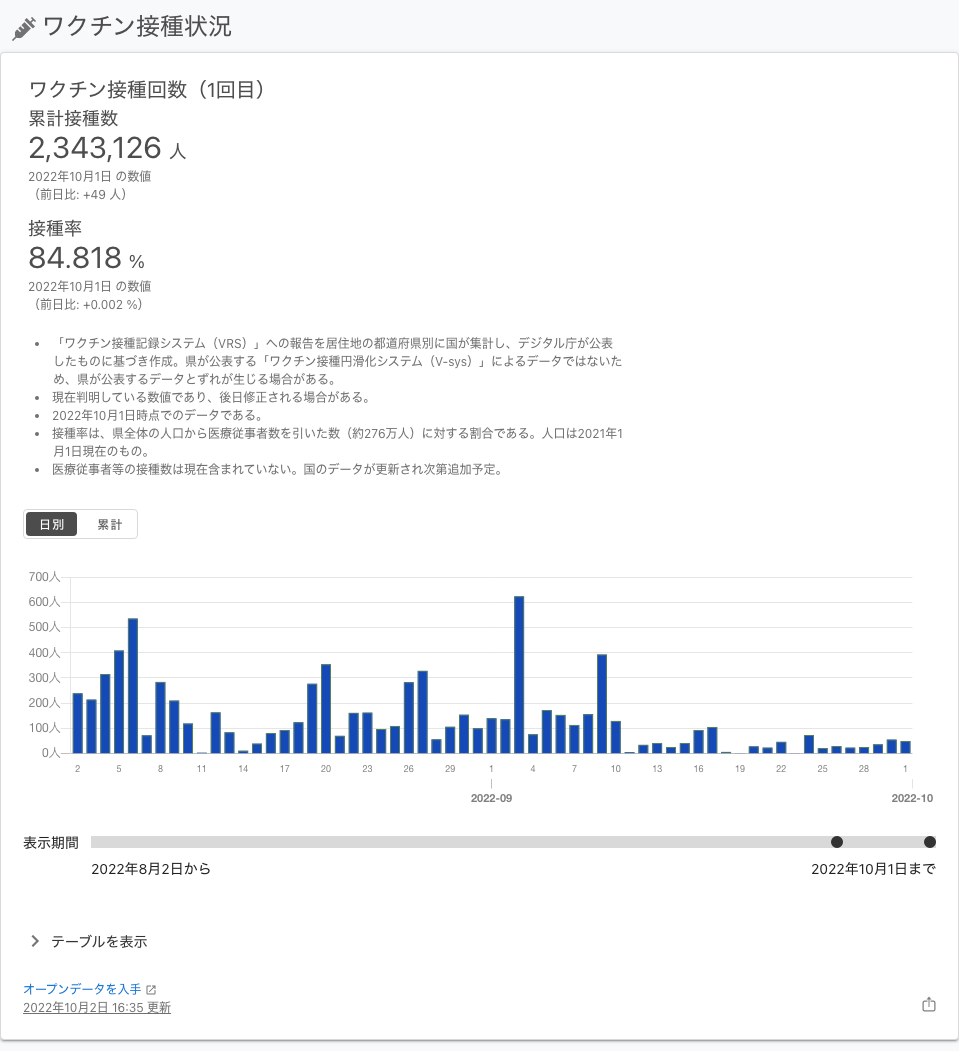 ワクチン接種状況
ワクチン接種回数（1回目）
累計接種数
2,343,126 人
2022年10月1日 の数値
（前日比: +49 人）
接種率
84.818 %
2022年10月1日 の数値
（前日比: +0.002 %）
• 「ワクチン接種記録システム（VRS）」への報告を居住地の都道府県別に国が集計し、デジタル庁が公表
したものに基づき作成。県が公表する「ワクチン接種円滑化システム（V-sys）」によるデータではないた
め、県が公表するデータとずれが生じる場合がある。
• 現在判明している数値であり、後日修正される場合がある。
• 2022年10月1日時点でのデータである。
• 接種率は、県全体の人口から医療従事者数を引いた数（約276万人）に対する割合である。人口は2021年1
月1日現在のもの。
• 医療従事者等の接種数は現在含まれていない。国のデータが更新され次第追加予定。
日別 累計
700人
600人
500人
400人
300人
200人
100人
0人
2 5 8 11 14 17 20 23 26 29 1 4 7 10 13 16 19 22 25 28 1
2022-09 2022-10
表示期間
2022年8月2日から 2022年10月1日まで
テーブルを表示
オープンデータを入手
2022年10月2日 16:35 更新